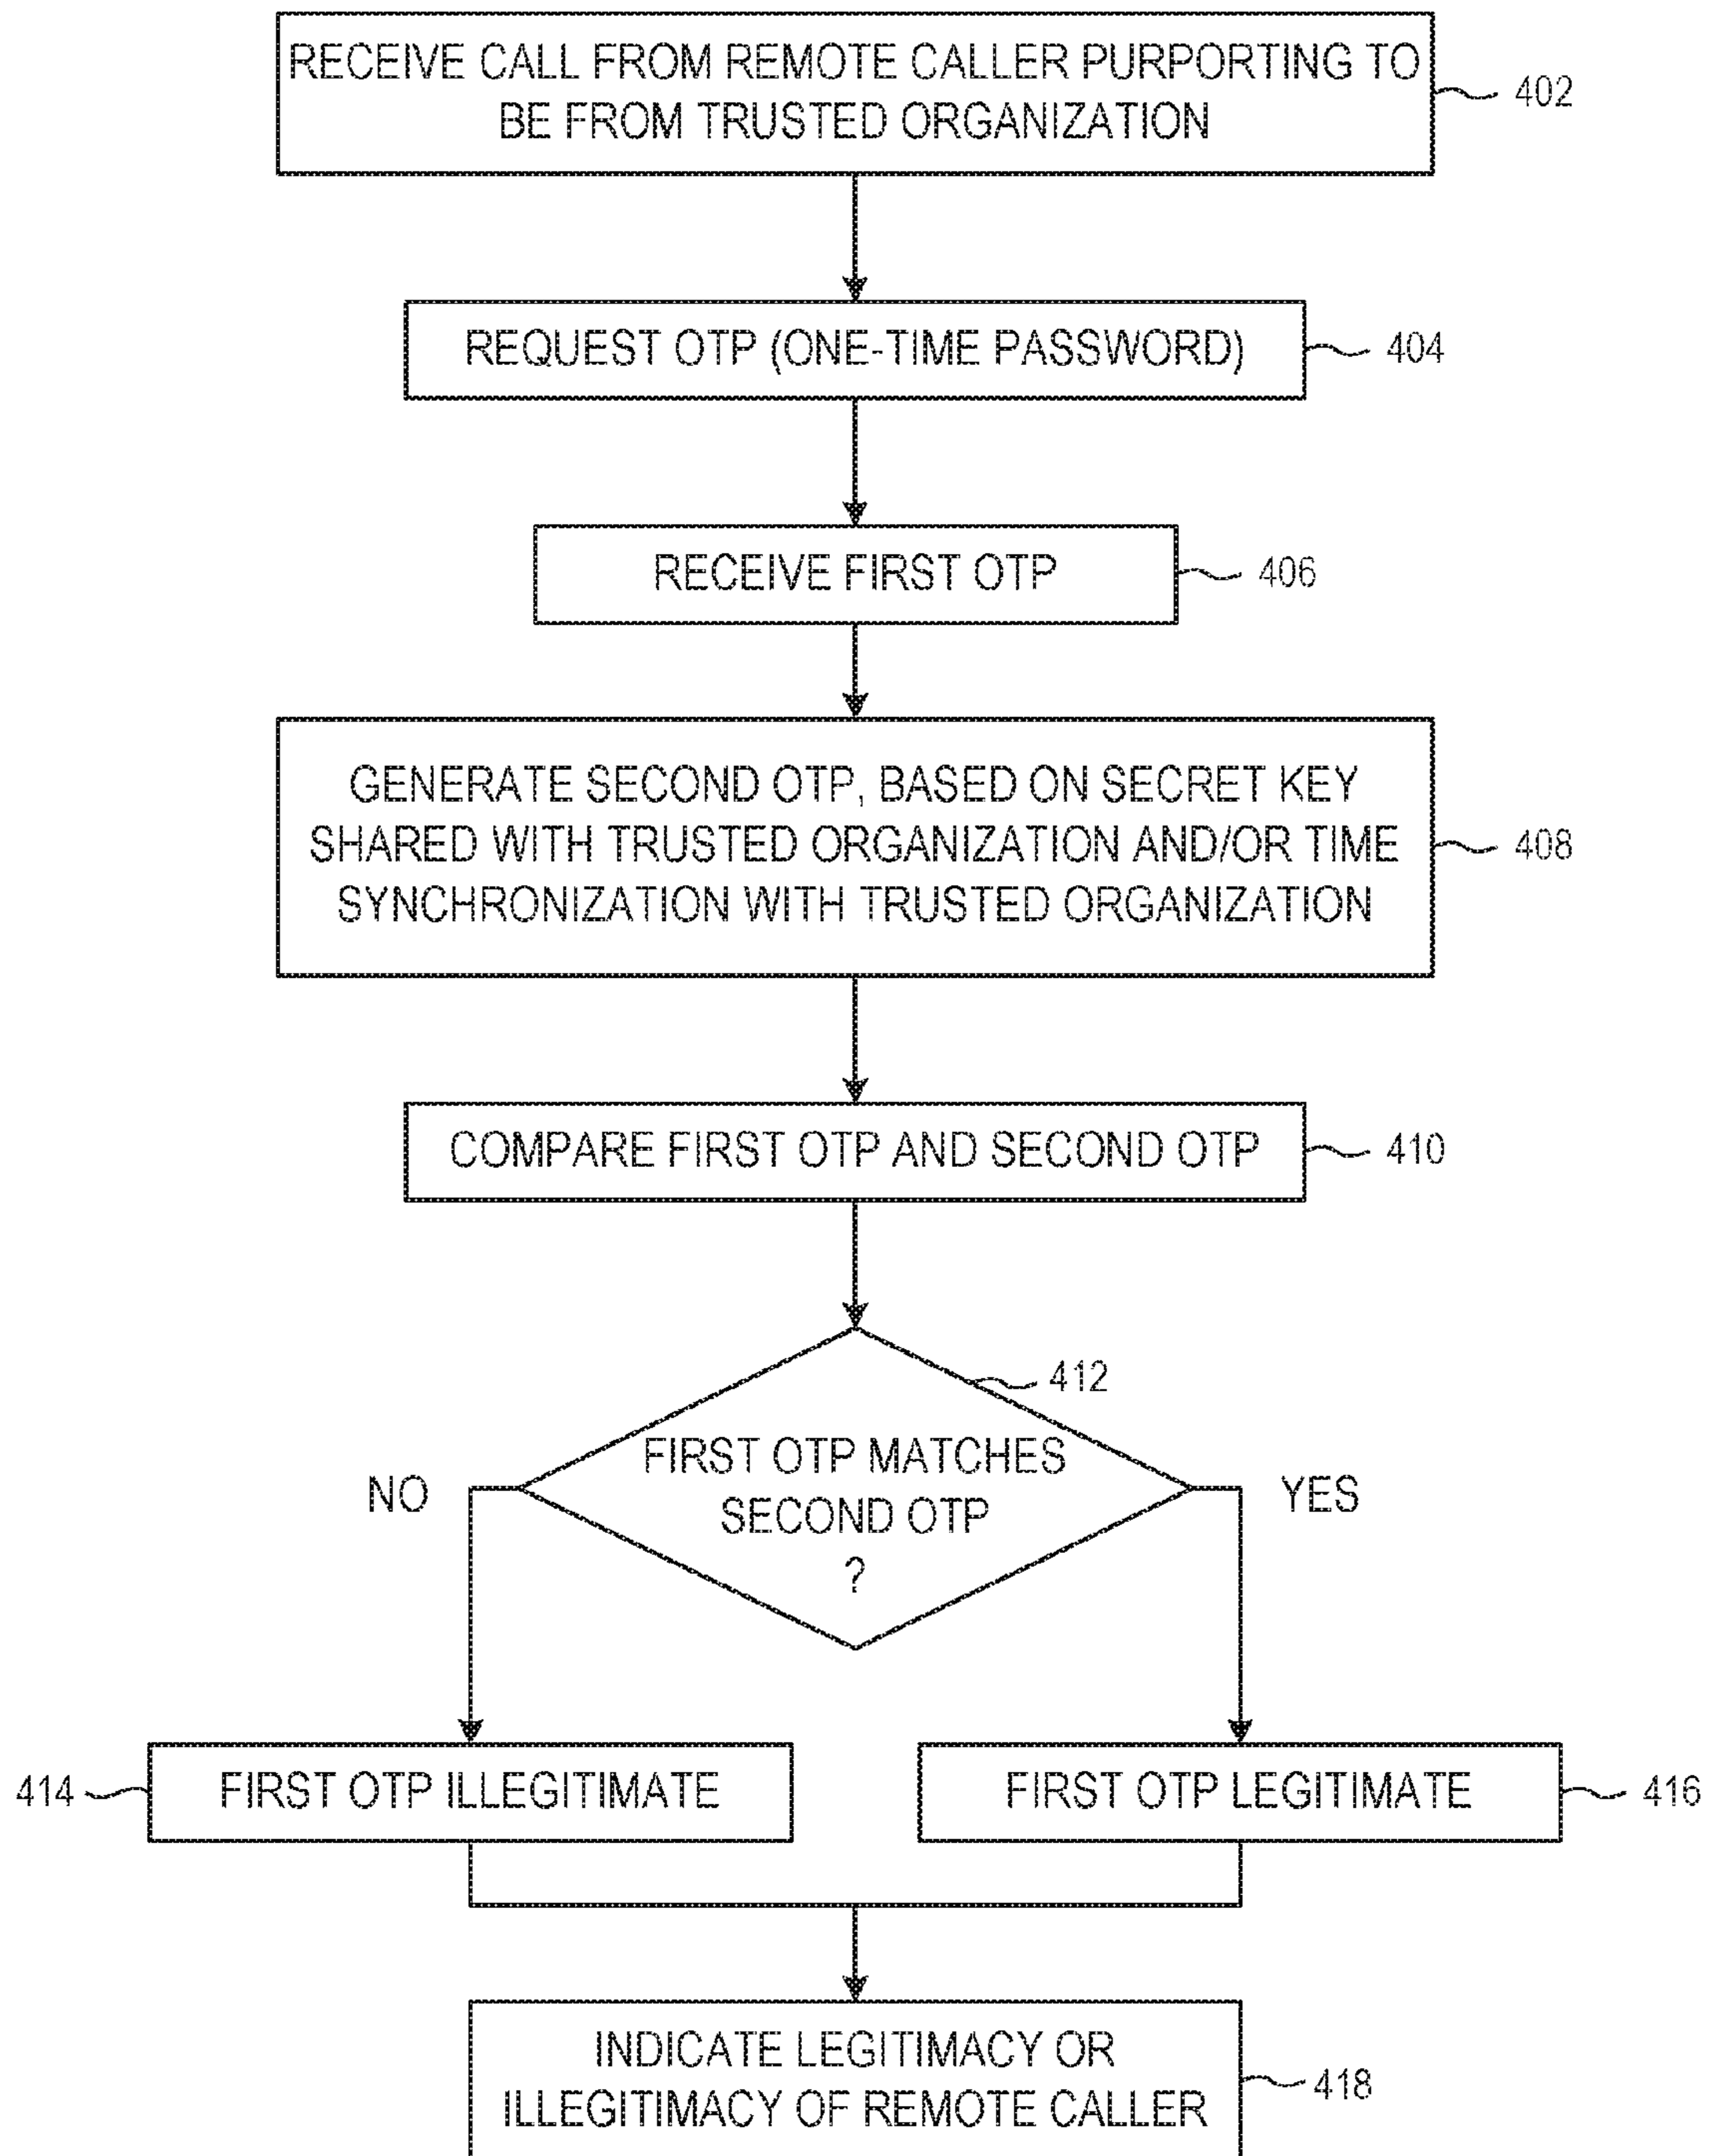 RECEIVE CALL FROM REMOTE CALLER PURPORTING TO
BE FROM TRUSTED ORGANIZATION
402
REQUEST OTP (ONE-TIME PASSWORD)
404
RECEIVE FIRST OTP
406
GENERATE SECOND OTP, BASED ON SECRET KEY
SHARED WITH TRUSTED ORGANIZATION AND/OR TIME
SYNCHRONIZATION WITH TRUSTED ORGANIZATION
408
COMPARE FIRST OTP AND SECOND OTP
410
412
FIRST OTP MATCHES
SECOND OTP
?
NO
YES
414
FIRST OTP ILLEGITIMATE
FIRST OTP LEGITIMATE
416
INDICATE LEGITIMACY OR
ILLEGITIMACY OF REMOTE CALLER
418